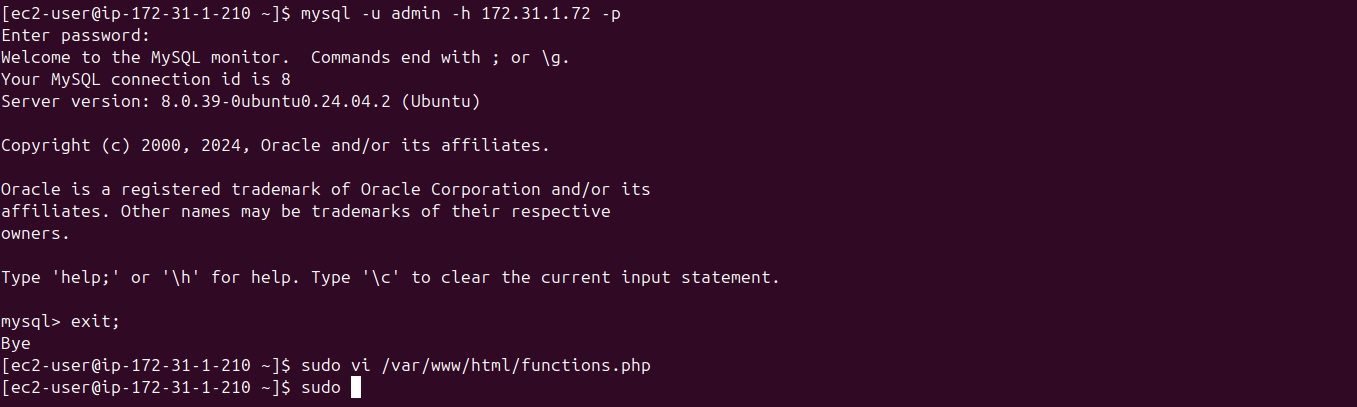 [ec2-user@ip-172-31-1-210 ~]$ mysql -u admin -h 172.31.1.72 -p
Enter password:
Welcome to the MySQL monitor.  Commands end with ; or \g.
Your MySQL connection id is 8
Server version: 8.0.39-0ubuntu0.24.04.2 (Ubuntu)
Copyright (c) 2000, 2024, Oracle and/or its affiliates.
Oracle is a registered trademark of Oracle Corporation and/or its
affiliates. Other names may be trademarks of their respective
owners.
Type 'help;' or '\h' for help. Type '\c' to clear the current input statement.
mysql> exit;
Bye
[ec2-user@ip-172-31-1-210 ~]$ sudo vi /var/www/html/functions.php
[ec2-user@ip-172-31-1-210 ~]$ sudo